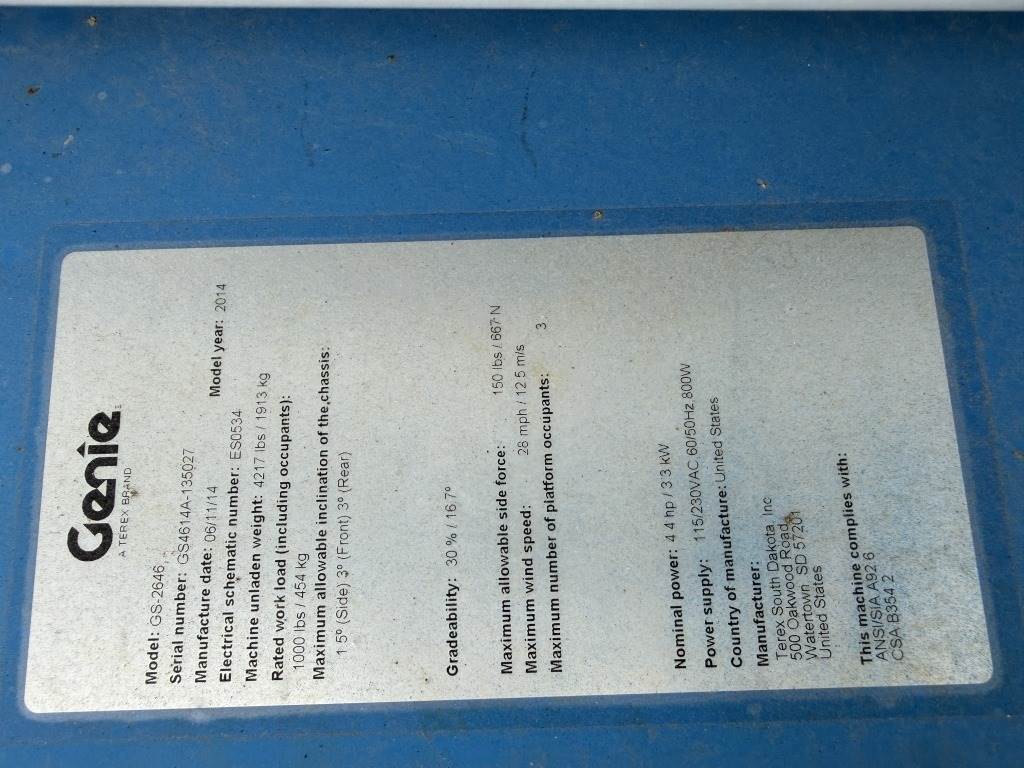 Genie
A TEREX BRAND
Model: GS-2646
Serial number: GS4614A-135027
Manufacture date: 06/11/14 Model year: 2014
Electrical schematic number: ES0534
Machine unladen weight: 4217 lbs / 1913 kg
Rated work load (including occupants):
1000 lbs / 454 kg
Maximum allowable inclination of the chassis:
1.5º (Side) 3º (Front) 3º (Rear)
Gradeability: 30 % / 16.7º
Maximum allowable side force: 150 lbs / 667 N
Maximum wind speed: 28 mph / 12.5 m/s
Maximum number of platform occupants: 3
Nominal power: 4.4 hp / 3.3 kW
Power supply: 115/230VAC 60/50Hz 800W
Country of manufacture: United States
Manufacturer:
Terex South Dakota, Inc
500 Oakwood Road
Watertown, SD 57201
United States
This machine complies with:
ANSI/SIA A92.6
CSA B354.2